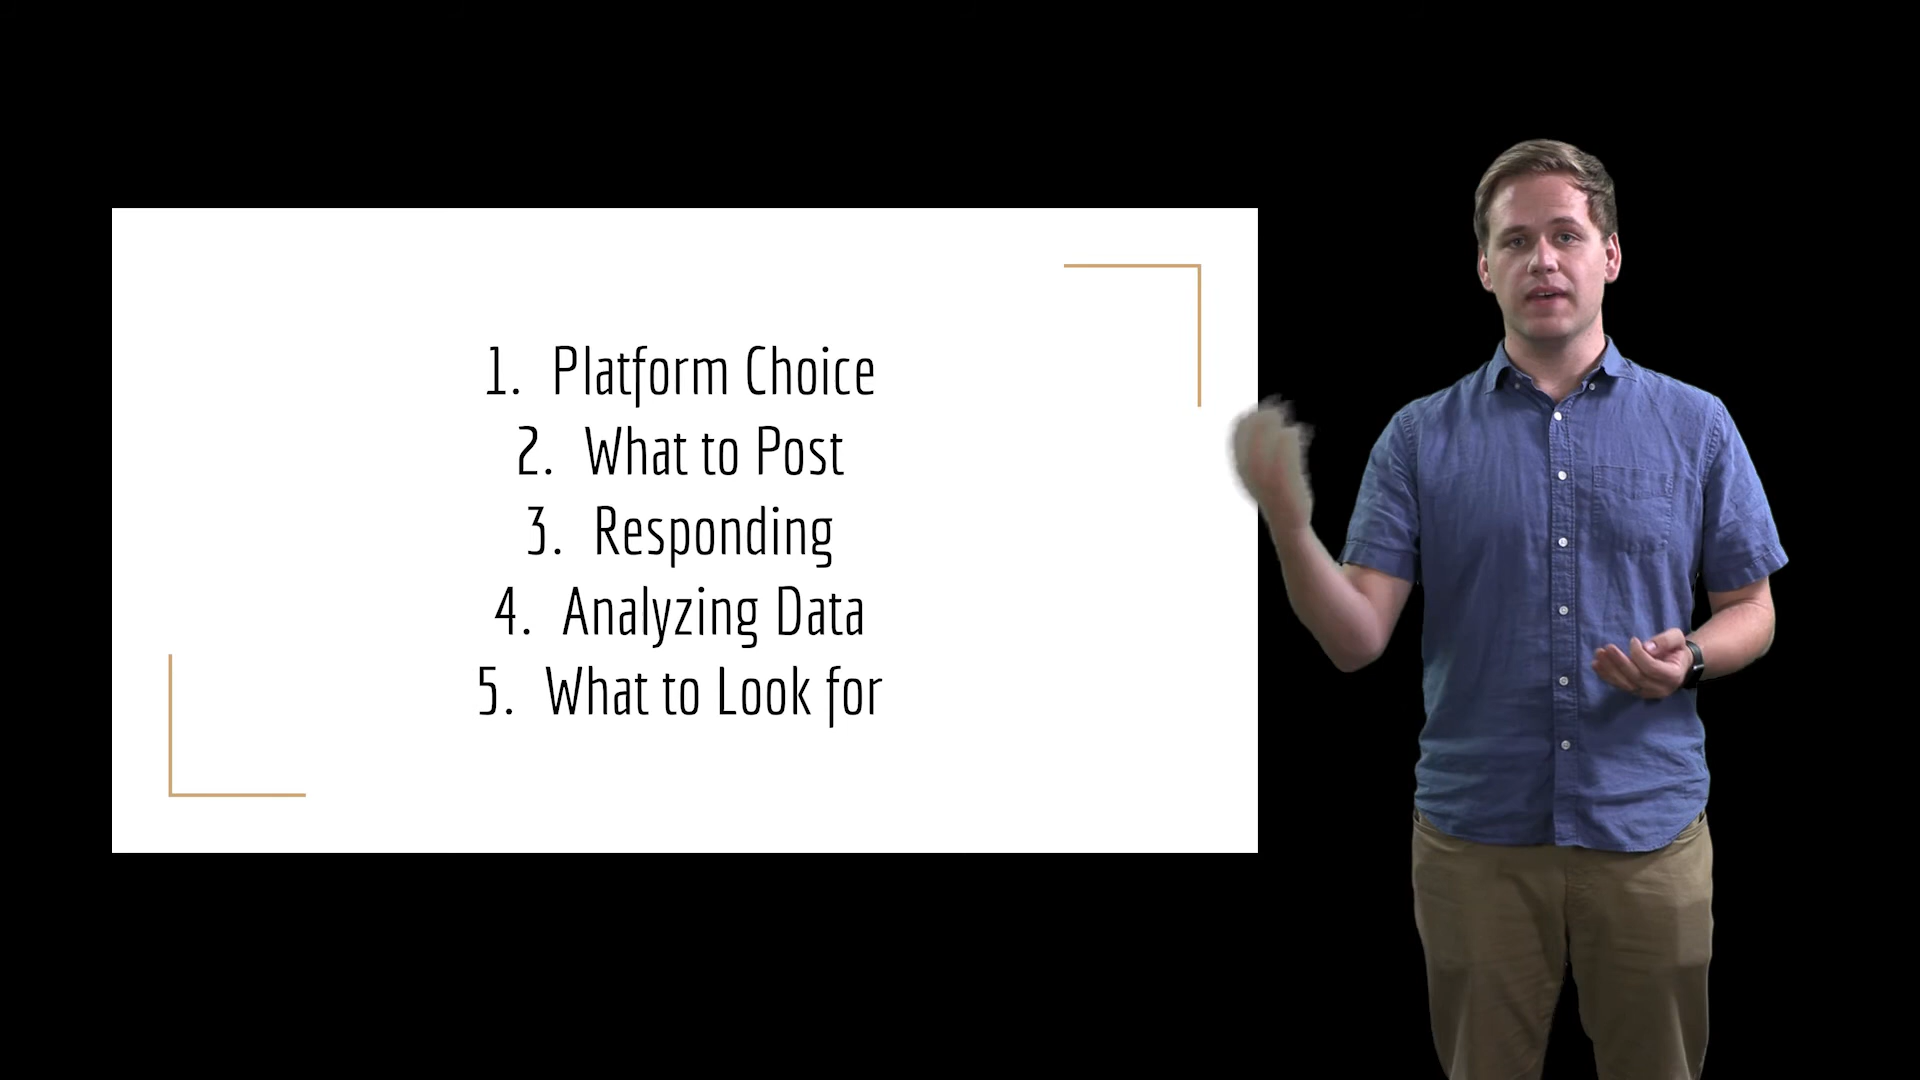 1. Platform Choice
2. What to Post
3. Responding
4. Analyzing Data
5. What to Look for